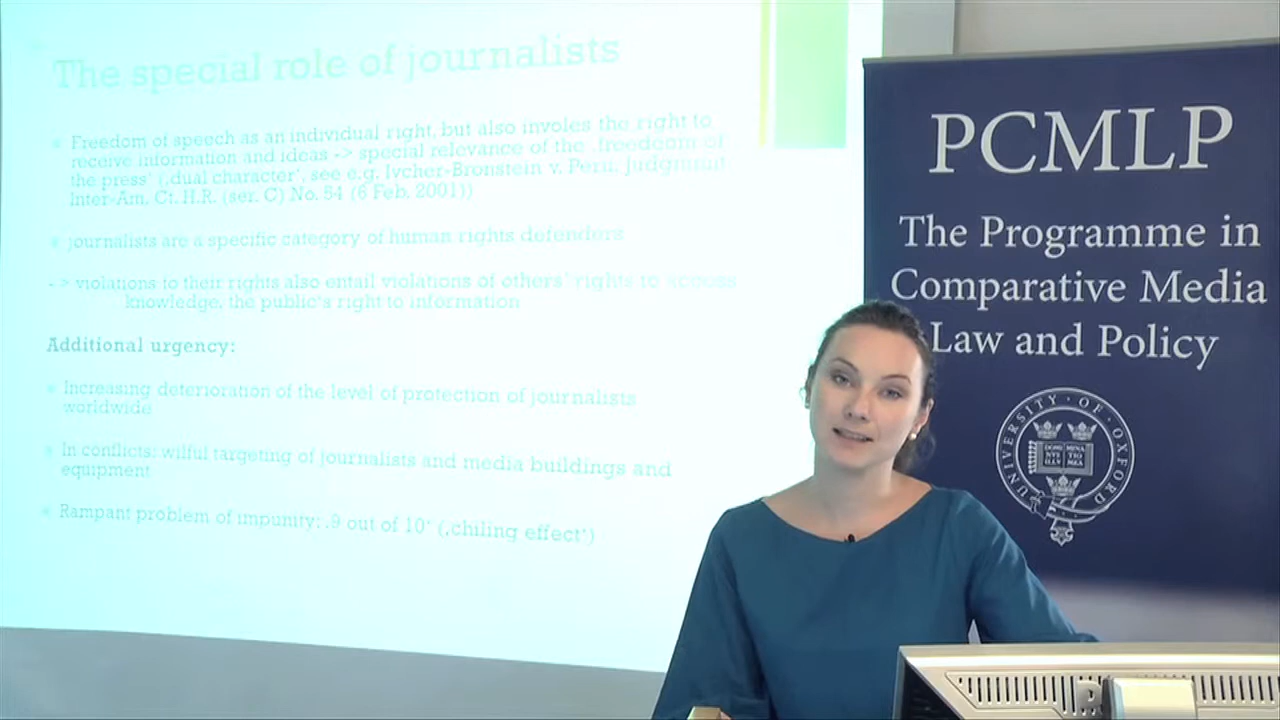 The special role of journalists
Freedom of speech as an individual right, but also involes the right to
receive information and ideas -> special relevance of the ‚freedom of
the press' (‚dual character', see e.g. Ivcher-Bronstein v. Peru, Judgment,
Inter-Am. Ct. H.R. (ser. C) No. 54 (6 Feb, 2001))
journalists are a specific category of human rights defenders
-> violations to their rights also entail violations of others' rights to access
knowledge, the public's right to information
Additional urgency:
Increasing deterioration of the level of protection of journalists
worldwide
In conflicts: wilful targeting of journalists and media buildings and
equipment
Rampant problem of impunity: ‚9 out of 10' (‚chiling effect')
PCMLP
The Programme in
Comparative Media
Law and Policy
UNIVERSITY OF OXFORD